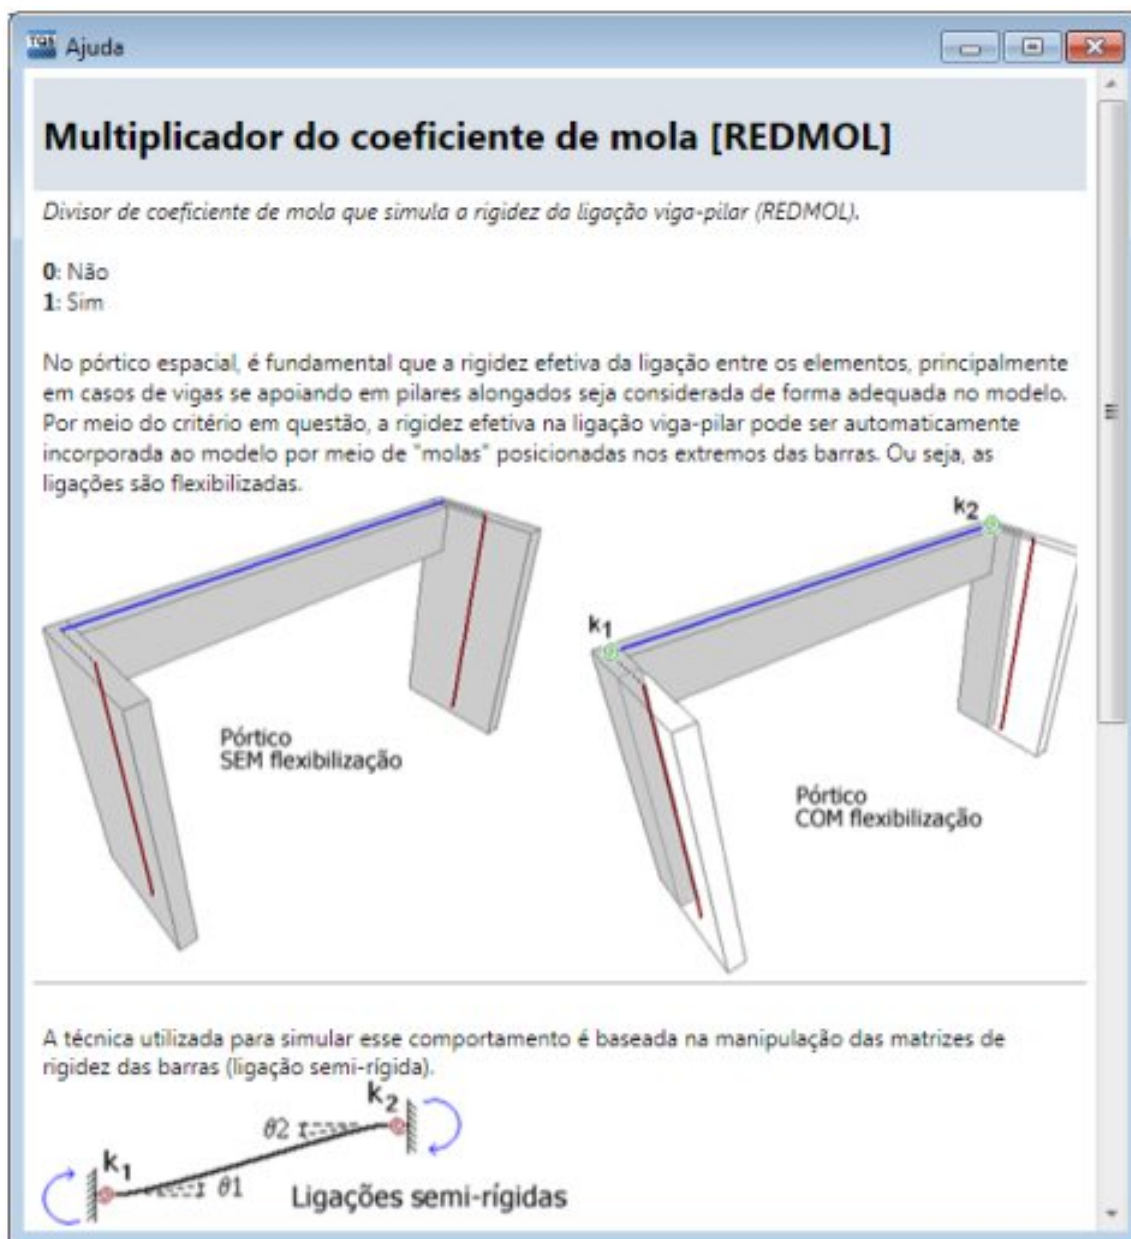 TQS Ajuda
Multiplicador do coeficiente de mola [REDMOL]
Divisor de coeficiente de mola que simula a rigidez da ligação viga-pilar (REDMOL).
0: Não
1: Sim
No pórtico espacial, é fundamental que a rigidez efetiva da ligação entre os elementos, principalmente
em casos de vigas se apoiando em pilares alongados seja considerada de forma adequada no modelo.
Por meio do critério em questão, a rigidez efetiva na ligação viga-pilar pode ser automaticamente
incorporada ao modelo por meio de "molas" posicionadas nos extremos das barras. Ou seja, as
ligações são flexibilizadas.
k2
k1
Pórtico
SEM flexibilização
Pórtico
COM flexibilização
A técnica utilizada para simular esse comportamento é baseada na manipulação das matrizes de
rigidez das barras (ligação semi-rígida).
k2
θ2
k1
θ1
Ligações semi-rígidas